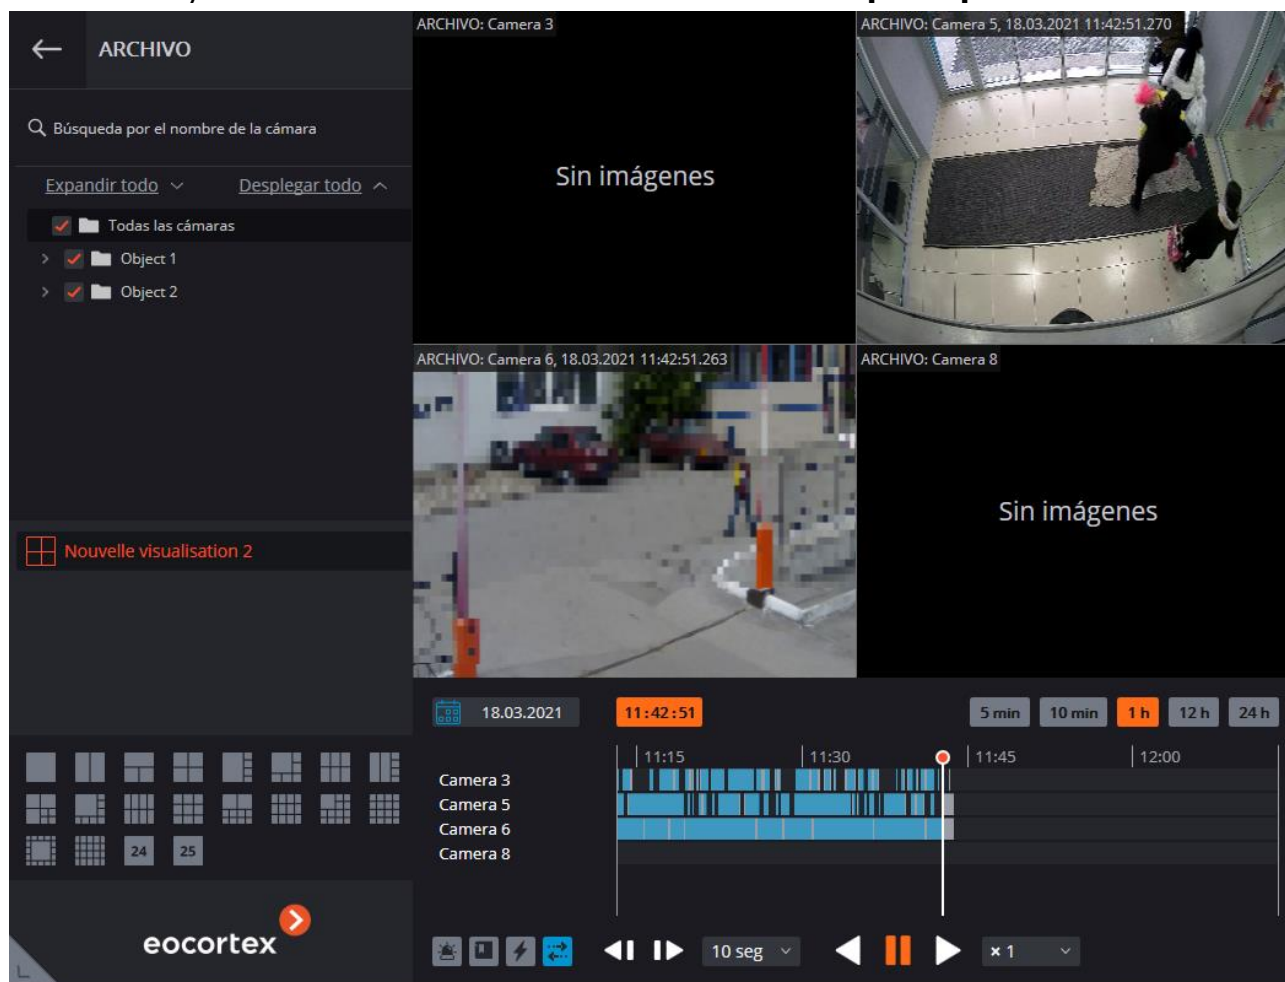 ARCHIVO
Búsqueda por el nombre de la cámara
Expandir todo
Desplegar todo
Todas las cámaras
Object 1
Object 2
Nouvelle visualisation 2
24
25
eocortex
ARCHIVO: Camera 3
Sin imágenes
ARCHIVO: Camera 5, 18.03.2021 11:42:51.270
ARCHIVO: Camera 6, 18.03.2021 11:42:51.263
ARCHIVO: Camera 8
Sin imágenes
18.03.2021
11:42:51
5 min
10 min
1 h
12 h
24 h
11:15
11:30
11:45
12:00
Camera 3
Camera 5
Camera 6
Camera 8
10 seg
× 1